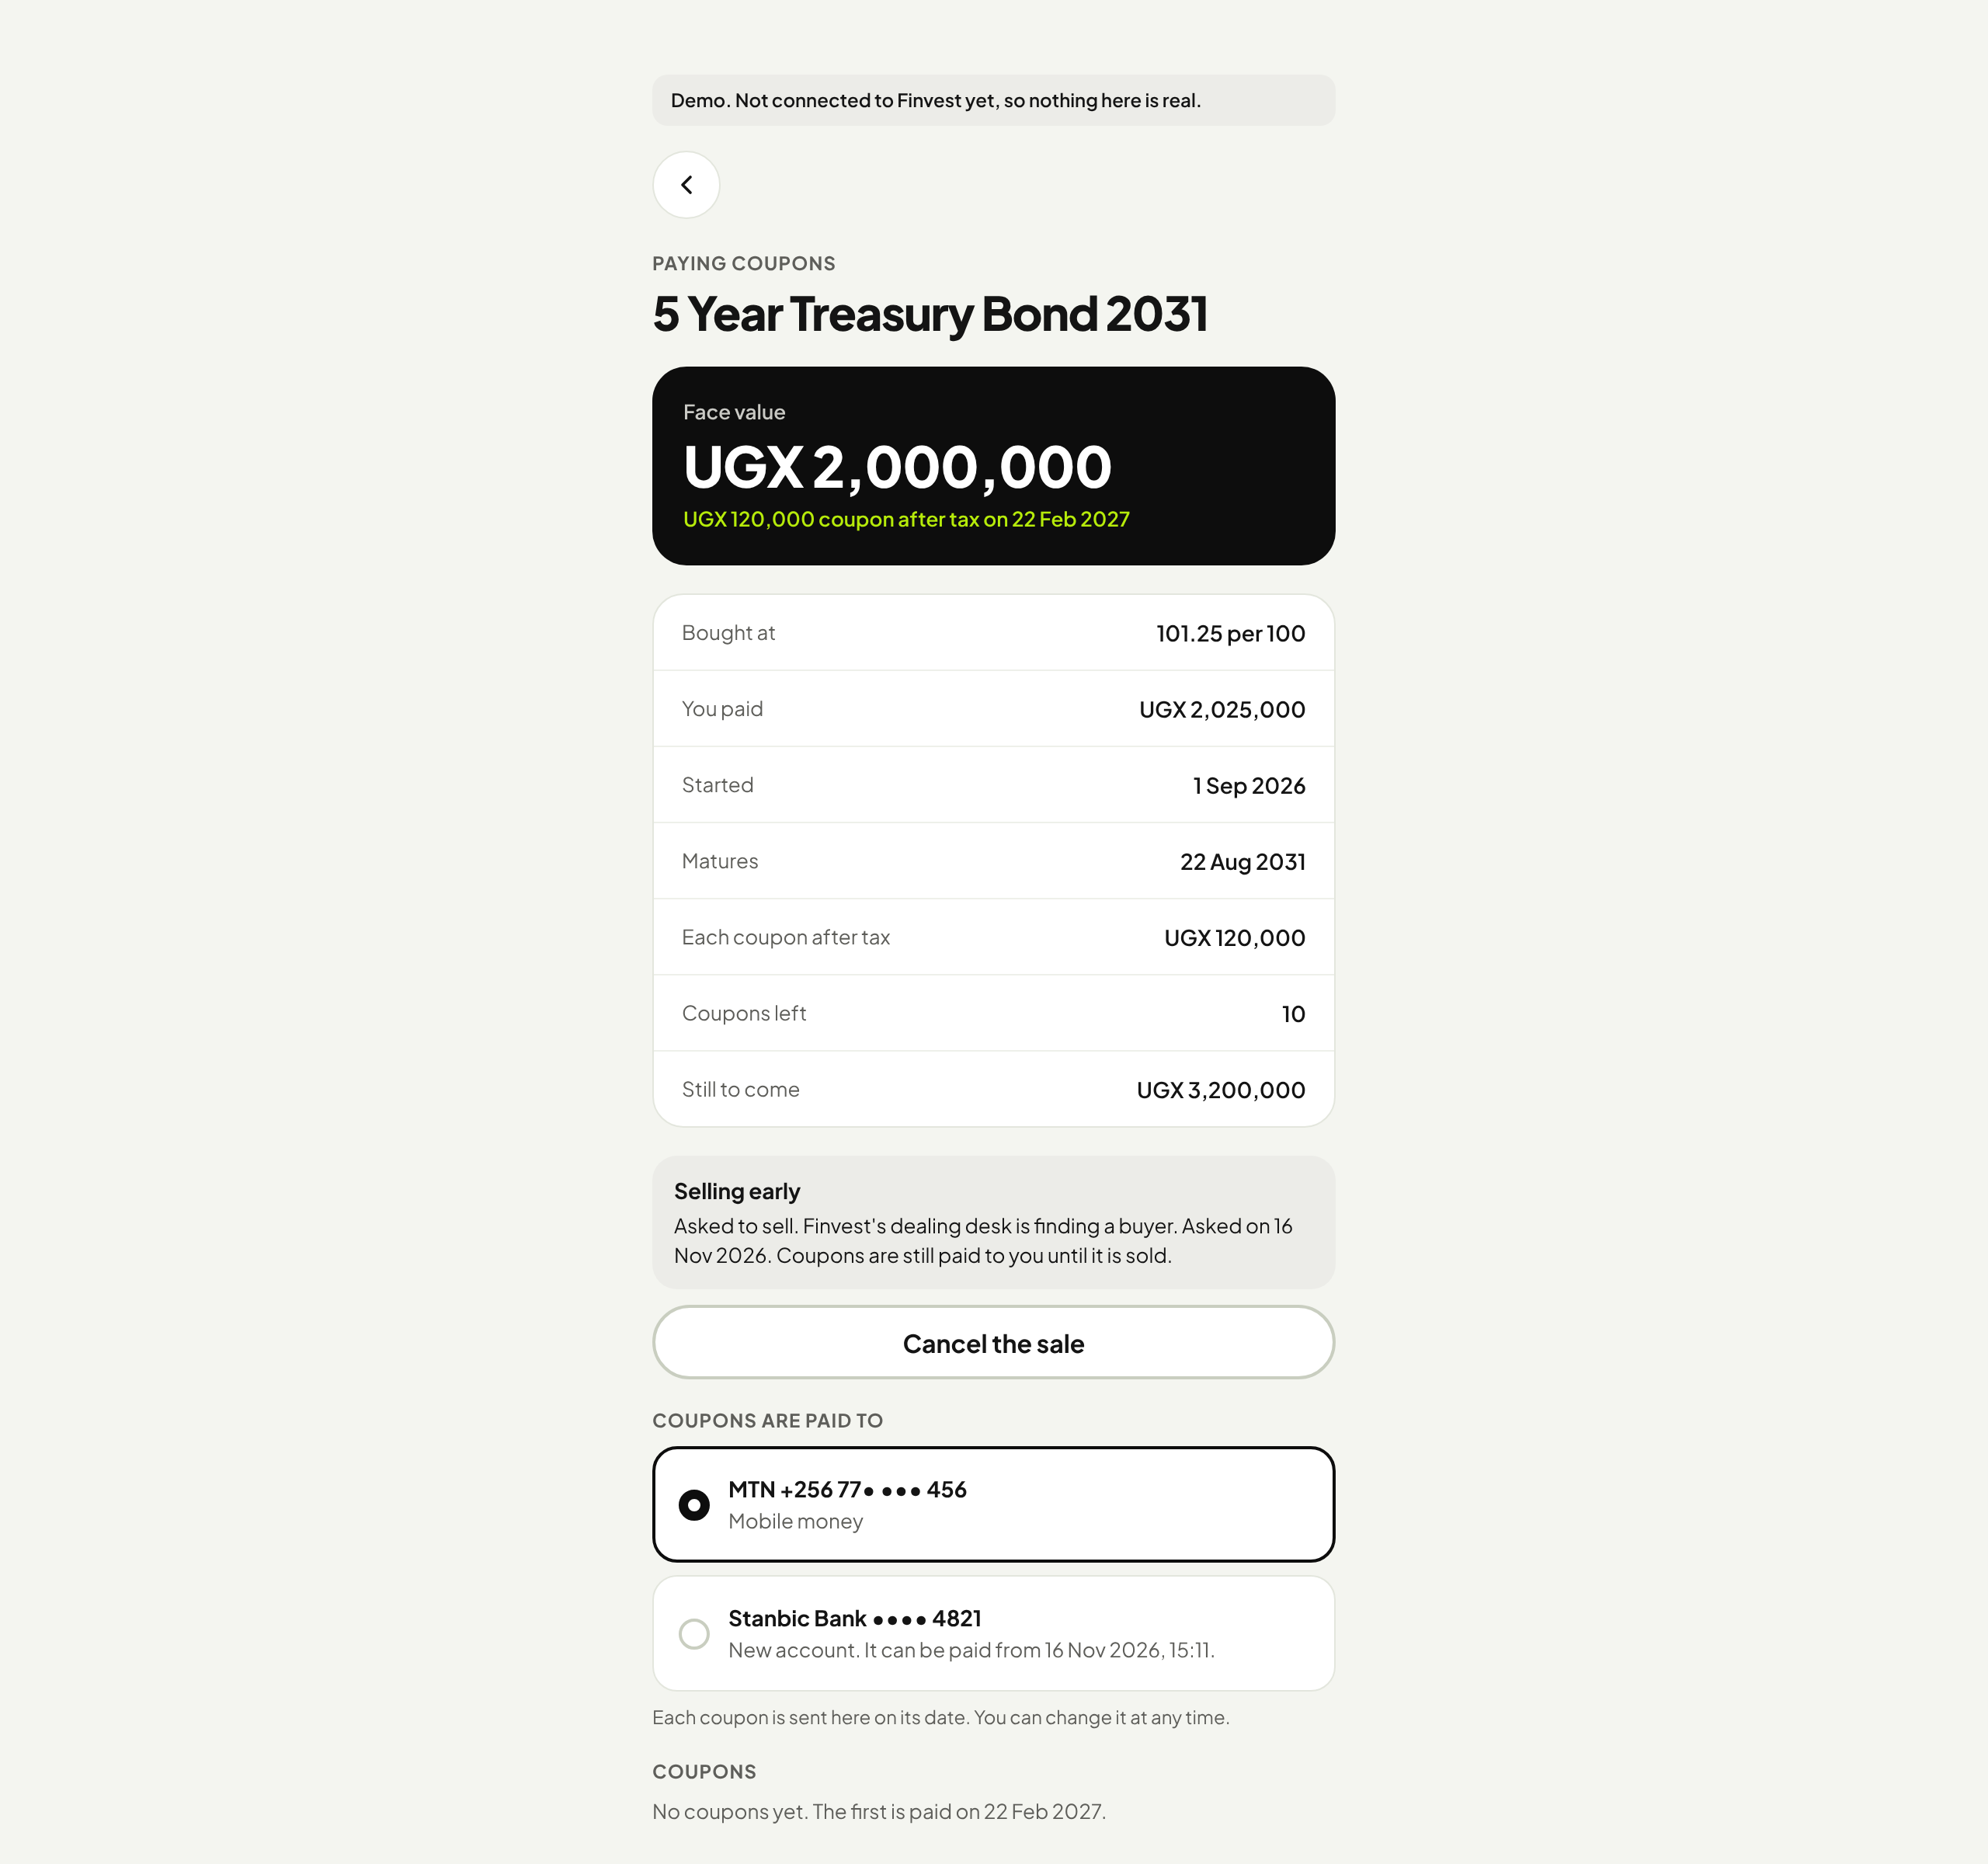 Demo. Not connected to Finvest yet, so nothing here is real.
PAYING COUPONS
5 Year Treasury Bond 2031
Face value
UGX 2,000,000
UGX 120,000 coupon after tax on 22 Feb 2027
Bought at 101.25 per 100
You paid UGX 2,025,000
Started 1 Sep 2026
Matures 22 Aug 2031
Each coupon after tax UGX 120,000
Coupons left 10
Still to come UGX 3,200,000
Selling early
Asked to sell. Finvest's dealing desk is finding a buyer. Asked on 16
Nov 2026. Coupons are still paid to you until it is sold.
Cancel the sale
COUPONS ARE PAID TO
MTN +256 77• ••• 456
Mobile money
Stanbic Bank •••• 4821
New account. It can be paid from 16 Nov 2026, 15:11.
Each coupon is sent here on its date. You can change it at any time.
COUPONS
No coupons yet. The first is paid on 22 Feb 2027.